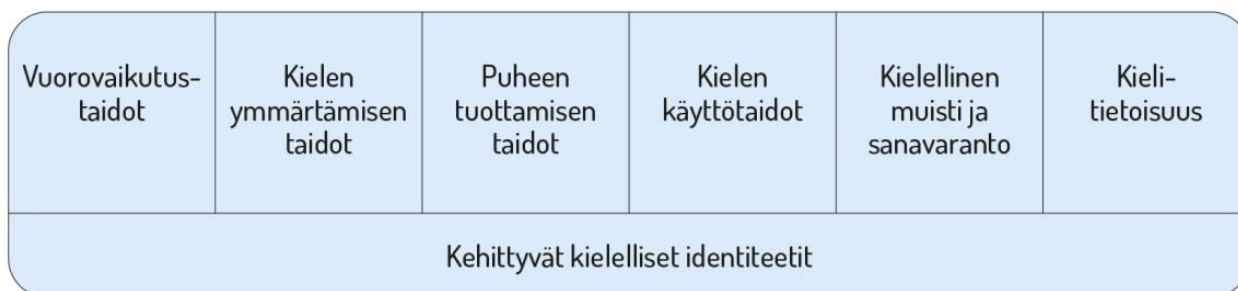 Vuorovaikutus-
taidot
Kielen
ymmärtämisen
taidot
Puheen
tuottamisen
taidot
Kielen
käyttötaidot
Kielellinen
muisti ja
sanavaranto
Kieli-
tietoisuus
Kehittyvät kielelliset identiteetit